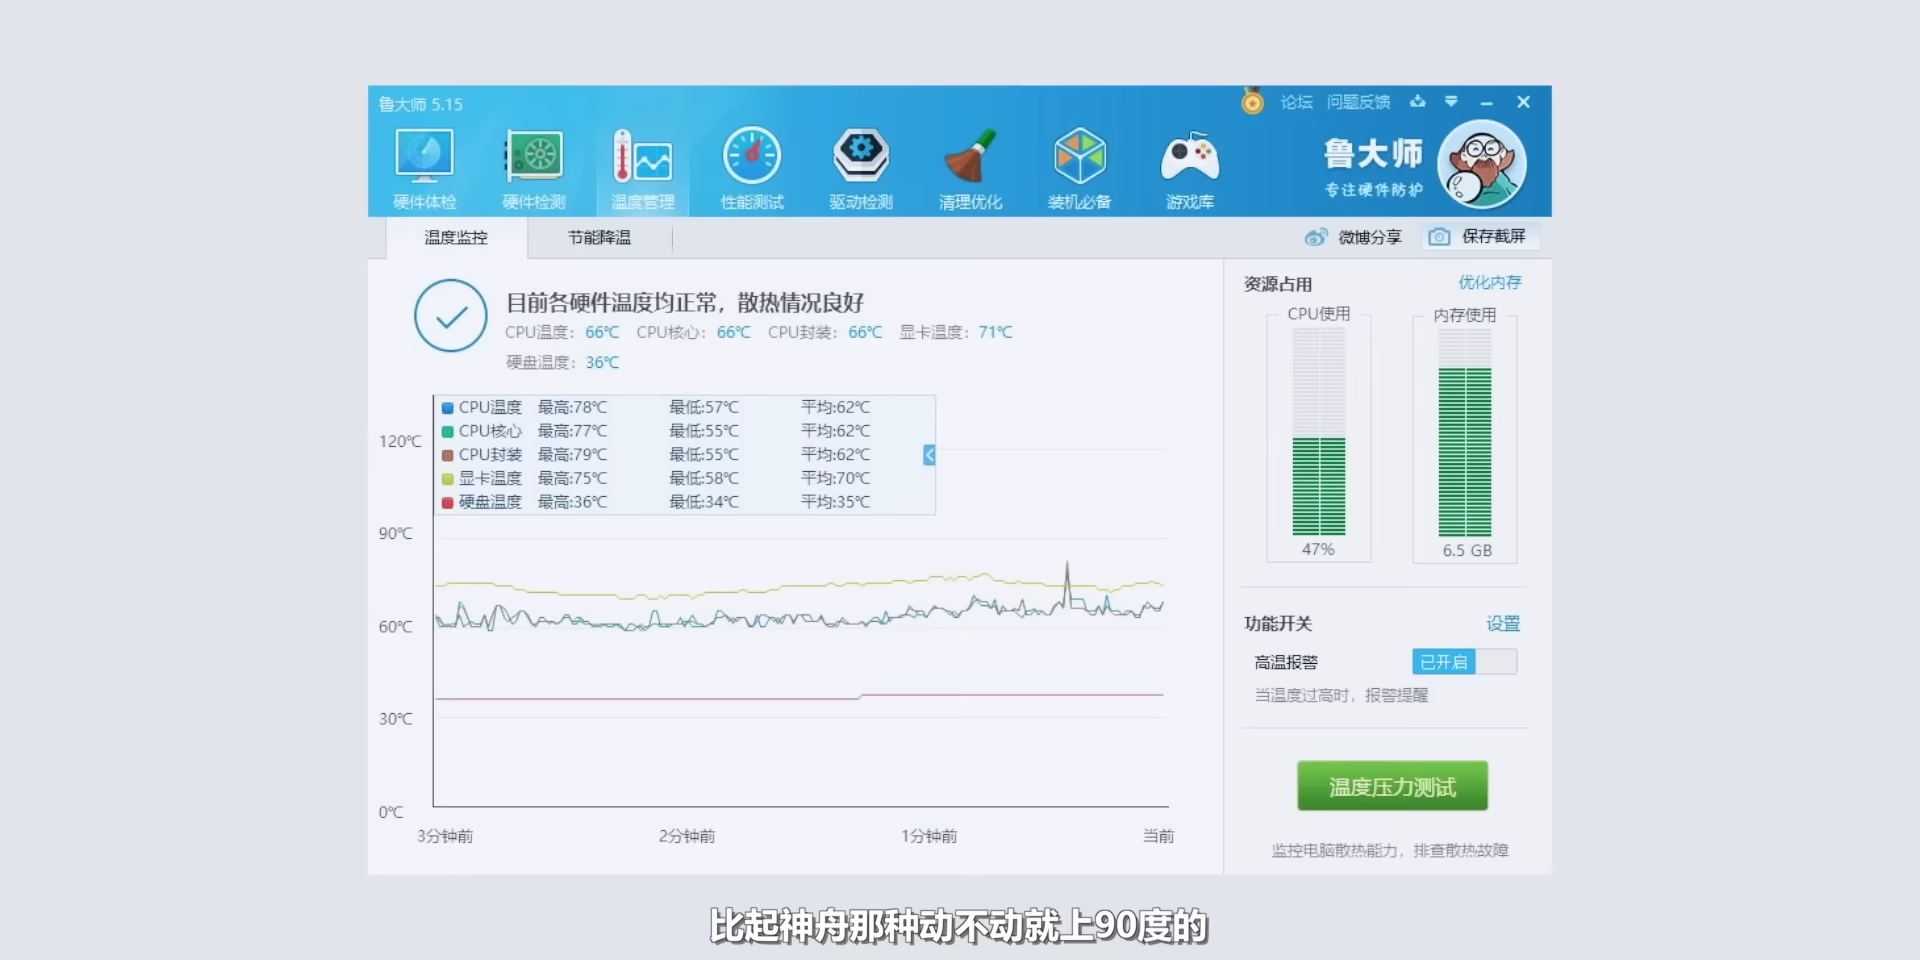 鲁大师 5.15
论坛 问题反馈
硬件体检 硬件检测 温度管理 性能测试 驱动检测 清理优化 装机必备 游戏库
鲁大师
专注硬件防护
温度监控 节能降温
微博分享 保存截屏
目前各硬件温度均正常，散热情况良好
CPU温度：66℃ CPU核心：66℃ CPU封装：66℃ 显卡温度：71℃
硬盘温度：36℃
CPU温度 最高:78℃ 最低:57℃ 平均:62℃
CPU核心 最高:77℃ 最低:55℃ 平均:62℃
CPU封装 最高:79℃ 最低:55℃ 平均:62℃
显卡温度 最高:75℃ 最低:58℃ 平均:70℃
硬盘温度 最高:36℃ 最低:34℃ 平均:35℃
120℃
90℃
60℃
30℃
0℃
3分钟前 2分钟前 1分钟前 当前
资源占用 优化内存
CPU使用 内存使用
47% 6.5 GB
功能开关 设置
高温报警 已开启
当温度过高时，报警提醒
温度压力测试
监控电脑散热能力，排查散热故障
比起神舟那种动不动就上90度的